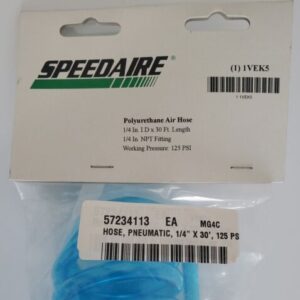 SPEEDAIRE
(1) 1VEK5
Polyurethane Air Hose
1/4 In. I.D x 30 Ft. Length
1/4 In. NPT Fitting
Working Pressure: 125 PSI
57234113 EA MG4C
HOSE, PNEUMATIC, 1/4" X 30', 125 PS